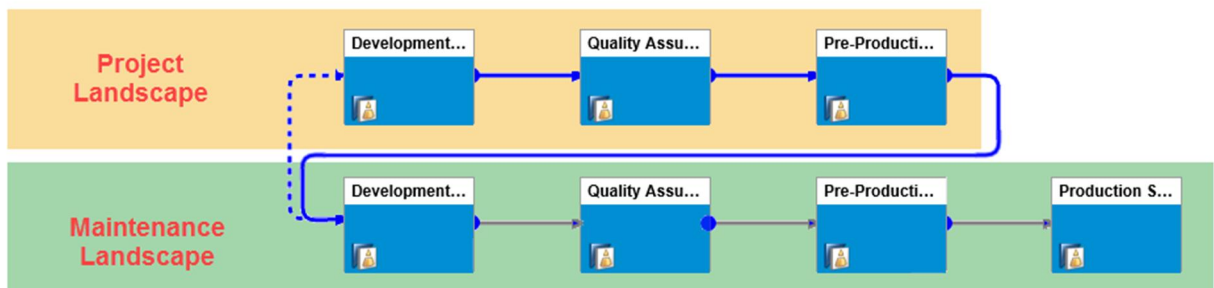 Project
Landscape
Development...
Quality Assu...
Pre-Producti...
Maintenance
Landscape
Development...
Quality Assu...
Pre-Producti...
Production S...